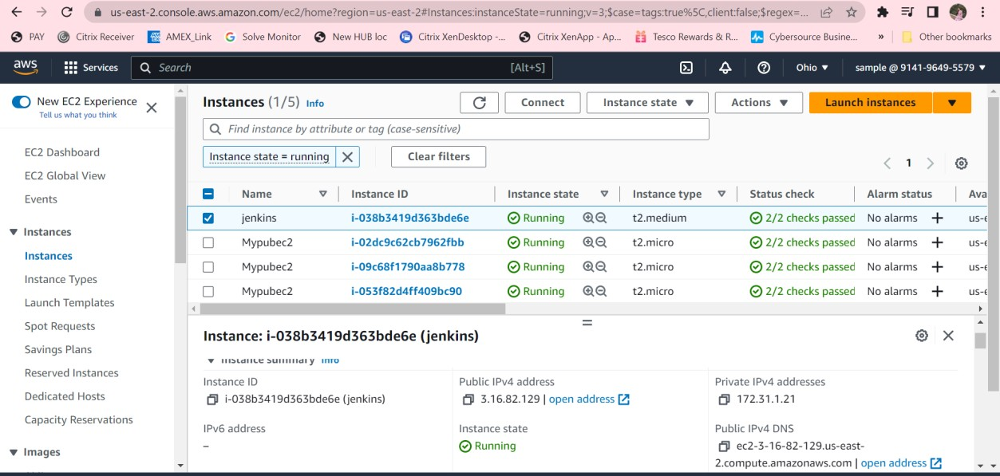 us-east-2.console.aws.amazon.com/ec2/home?region=us-east-2#Instances:instanceState=running;v=3;$case=tags:true%5C,client:false;$regex=...
PAY Citrix Receiver AMEX_Link Solve Monitor New HUB loc Citrix XenDesktop -... Citrix XenApp - Ap... Tesco Rewards & R... Cybersource Busine... » Other bookmarks
aws Services Search [Alt+S] Ohio ▼ sample @ 9141-9649-5579 ▼
New EC2 Experience
Tell us what you think
EC2 Dashboard
EC2 Global View
Events
Instances
Instances
Instance Types
Launch Templates
Spot Requests
Savings Plans
Reserved Instances
Dedicated Hosts
Capacity Reservations
Images
Instances (1/5) Info Connect Instance state ▼ Actions ▼ Launch instances ▼
Find instance by attribute or tag (case-sensitive)
Instance state = running Clear filters
1
Name Instance ID Instance state Instance type Status check Alarm status Ava
jenkins i-038b3419d363bde6e Running t2.medium 2/2 checks passed No alarms + us-e
Mypubec2 i-02dc9c62cb7962fbb Running t2.micro 2/2 checks passed No alarms + us-e
Mypubec2 i-09c68f1790aa8b778 Running t2.micro 2/2 checks passed No alarms + us-e
Mypubec2 i-053f82d4ff409bc90 Running t2.micro 2/2 checks passed No alarms + us-e
Instance: i-038b3419d363bde6e (jenkins)
Instance summary Info
Instance ID
i-038b3419d363bde6e (jenkins)
Public IPv4 address
3.16.82.129 | open address
Private IPv4 addresses
172.31.1.21
IPv6 address
–
Instance state
Running
Public IPv4 DNS
ec2-3-16-82-129.us-east-
2.compute.amazonaws.com | open address